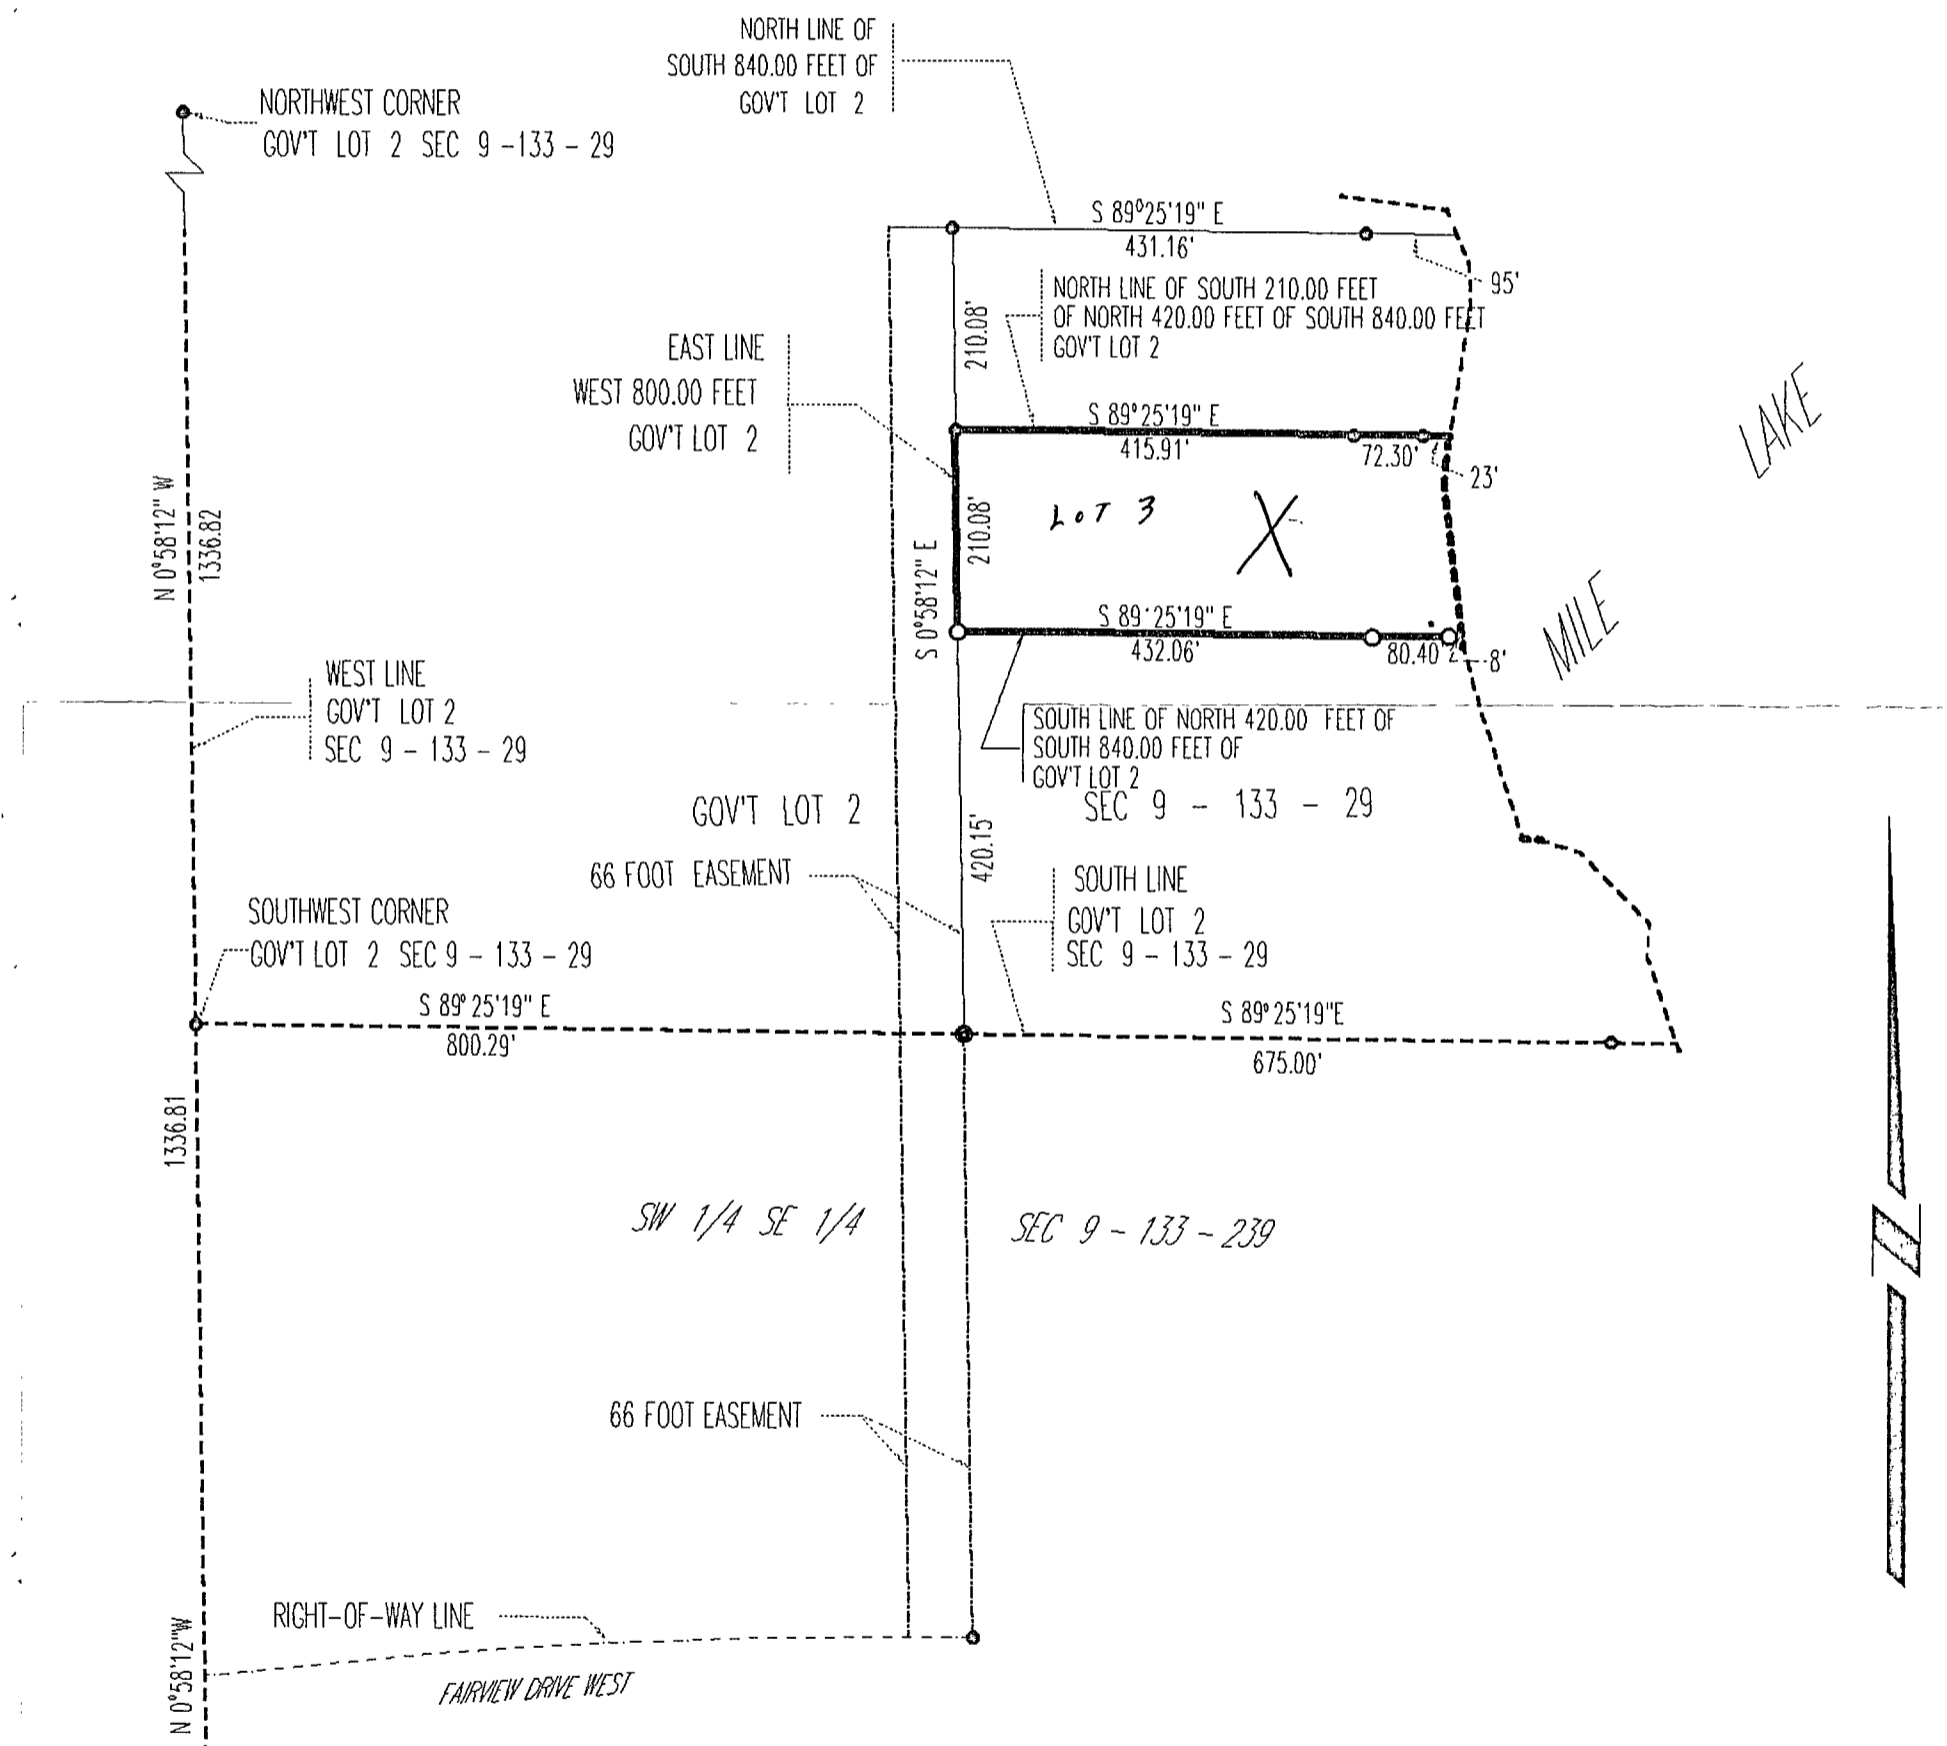 NORTH LINE OF
SOUTH 840.00 FEET OF
GOV'T LOT 2
NORTHWEST CORNER
GOV'T LOT 2 SEC 9 -133 - 29
S 89°25'19" E
431.16'
95'
NORTH LINE OF SOUTH 210.00 FEET
OF NORTH 420.00 FEET OF SOUTH 840.00 FEET
GOV'T LOT 2
210.08'
EAST LINE
WEST 800.00 FEET
GOV'T LOT 2
S 89°25'19" E
415.91'
72.30'
23'
LAKE
N 0°58'12" W
1336.82
LOT 3
X
210.08'
S 0°58'12" E
S 89°25'19" E
432.06'
80.40'
8'
MILE
WEST LINE
GOV'T LOT 2
SEC 9 - 133 - 29
SOUTH LINE OF NORTH 420.00 FEET OF
SOUTH 840.00 FEET OF
GOV'T LOT 2
SEC 9 - 133 - 29
GOV'T LOT 2
420.15'
66 FOOT EASEMENT
SOUTH LINE
GOV'T LOT 2
SEC 9 - 133 - 29
SOUTHWEST CORNER
GOV'T LOT 2 SEC 9 - 133 - 29
S 89°25'19" E
800.29'
S 89°25'19"E
675.00'
1336.81
SW 1/4 SE 1/4
SEC 9 - 133 - 239
N
66 FOOT EASEMENT
RIGHT-OF-WAY LINE
FAIRVIEW DRIVE WEST
N 0°58'12"W